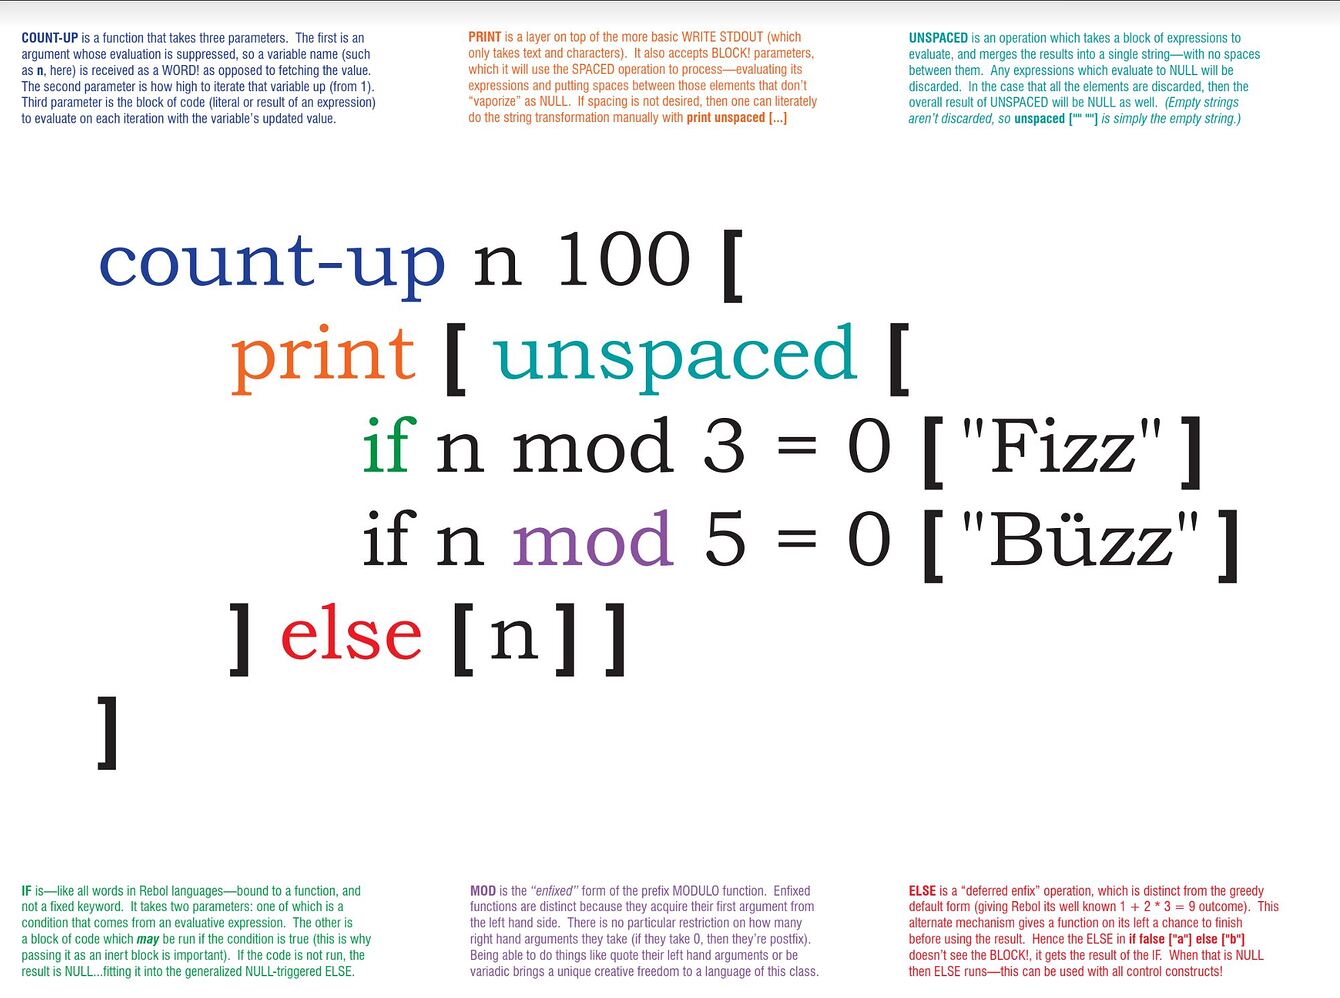 COUNT-UP is a function that takes three parameters.  The first is an
argument whose evaluation is suppressed, so a variable name (such
as n, here) is received as a WORD! as opposed to fetching the value.
The second parameter is how high to iterate that variable up (from 1).
Third parameter is the block of code (literal or result of an expression)
to evaluate on each iteration with the variable's updated value.
PRINT is a layer on top of the more basic WRITE STDOUT (which
only takes text and characters).  It also accepts BLOCK! parameters,
which it will use the SPACED operation to process—evaluating its
expressions and putting spaces between those elements that don't
“vaporize” as NULL.  If spacing is not desired, then one can literately
do the string transformation manually with print unspaced [...]
UNSPACED is an operation which takes a block of expressions to
evaluate, and merges the results into a single string—with no spaces
between them.  Any expressions which evaluate to NULL will be
discarded.  In the case that all the elements are discarded, then the
overall result of UNSPACED will be NULL as well.  (Empty strings
aren't discarded, so unspaced ["" ""] is simply the empty string.)
count-up n 100 [
print [ unspaced [
if n mod 3 = 0 [ "Fizz" ]
if n mod 5 = 0 [ "Büzz" ]
] else [ n ] ]
]
IF is—like all words in Rebol languages—bound to a function, and
not a fixed keyword.  It takes two parameters: one of which is a
condition that comes from an evaluative expression.  The other is
a block of code which may be run if the condition is true (this is why
passing it as an inert block is important).  If the code is not run, the
result is NULL...fitting it into the generalized NULL-triggered ELSE.
MOD is the “enfixed” form of the prefix MODULO function.  Enfixed
functions are distinct because they acquire their first argument from
the left hand side.  There is no particular restriction on how many
right hand arguments they take (if they take 0, then they're postfix).
Being able to do things like quote their left hand arguments or be
variadic brings a unique creative freedom to a language of this class.
ELSE is a “deferred enfix” operation, which is distinct from the greedy
default form (giving Rebol its well known 1 + 2 * 3 = 9 outcome).  This
alternate mechanism gives a function on its left a chance to finish
before using the result.  Hence the ELSE in if false ["a"] else ["b"]
doesn't see the BLOCK!, it gets the result of the IF.  When that is NULL
then ELSE runs—this can be used with all control constructs!